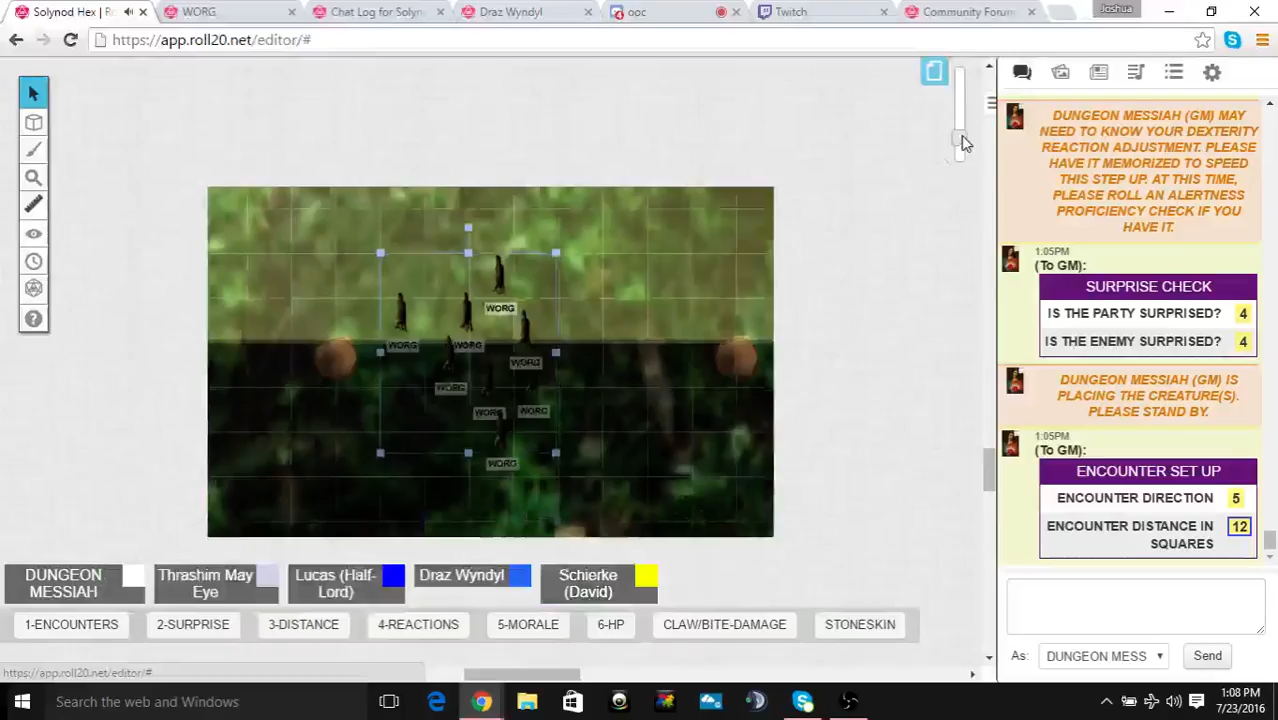 Solynod Hex | Ro
WORG
Chat Log for Solyn
Draz Wyndyl
ooc
Twitch
Community Forum
Joshua
https://app.roll20.net/editor/#
DUNGEON MESSIAH (GM) MAY
NEED TO KNOW YOUR DEXTERITY
REACTION ADJUSTMENT. PLEASE
HAVE IT MEMORIZED TO SPEED
THIS STEP UP. AT THIS TIME,
PLEASE ROLL AN ALERTNESS
PROFICIENCY CHECK IF YOU
HAVE IT.
1:05PM
(To GM):
SURPRISE CHECK
IS THE PARTY SURPRISED? 4
IS THE ENEMY SURPRISED? 4
DUNGEON MESSIAH (GM) IS
PLACING THE CREATURE(S).
PLEASE STAND BY.
1:05PM
(To GM):
ENCOUNTER SET UP
ENCOUNTER DIRECTION 5
ENCOUNTER DISTANCE IN
SQUARES 12
WORG
WORG WORG
WORG
WORG
WORG WORG
WORG
DUNGEON
MESSIAH
Thrashim May
Eye
Lucas (Half-
Lord)
Draz Wyndyl
Schierke
(David)
1-ENCOUNTERS 2-SURPRISE 3-DISTANCE 4-REACTIONS 5-MORALE 6-HP CLAW/BITE-DAMAGE STONESKIN
As: DUNGEON MESS Send
https://app.roll20.net/editor/#
Search the web and Windows
1:08 PM
7/23/2016